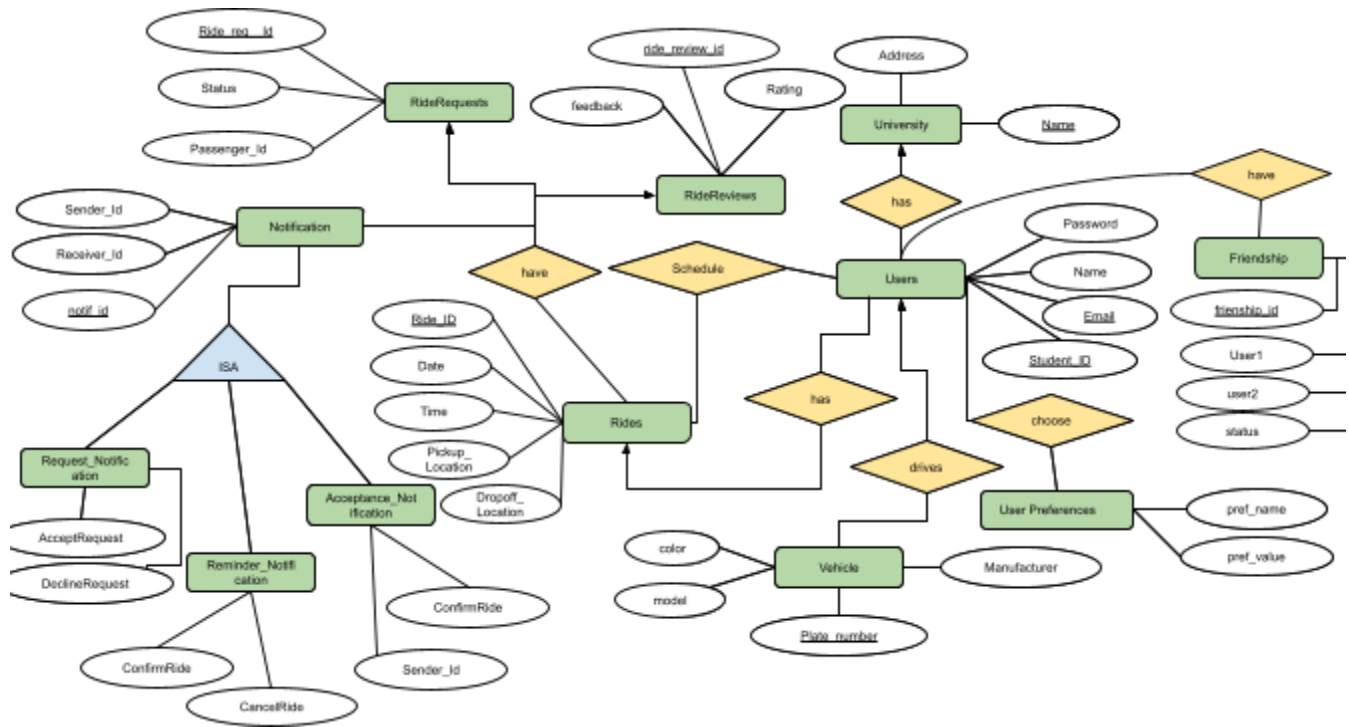 Ride_req__Id
Status
Passenger_Id
RideRequests
ride_review_id
feedback
Rating
RideReviews
Address
University
Name
has
have
Sender_Id
Receiver_Id
notif_id
Notification
have
Schedule
Users
Password
Name
Email
Student_ID
Friendship
frienship_id
User1
user2
status
ISA
Ride_ID
Date
Time
Pickup_
Location
Dropoff_
Location
Rides
has
drives
choose
Request_Notific
ation
AcceptRequest
DeclineRequest
Reminder_Notifi
cation
ConfirmRide
CancelRide
Acceptance_Not
ification
ConfirmRide
Sender_Id
color
model
Vehicle
Manufacturer
Plate_number
User Preferences
pref_name
pref_value